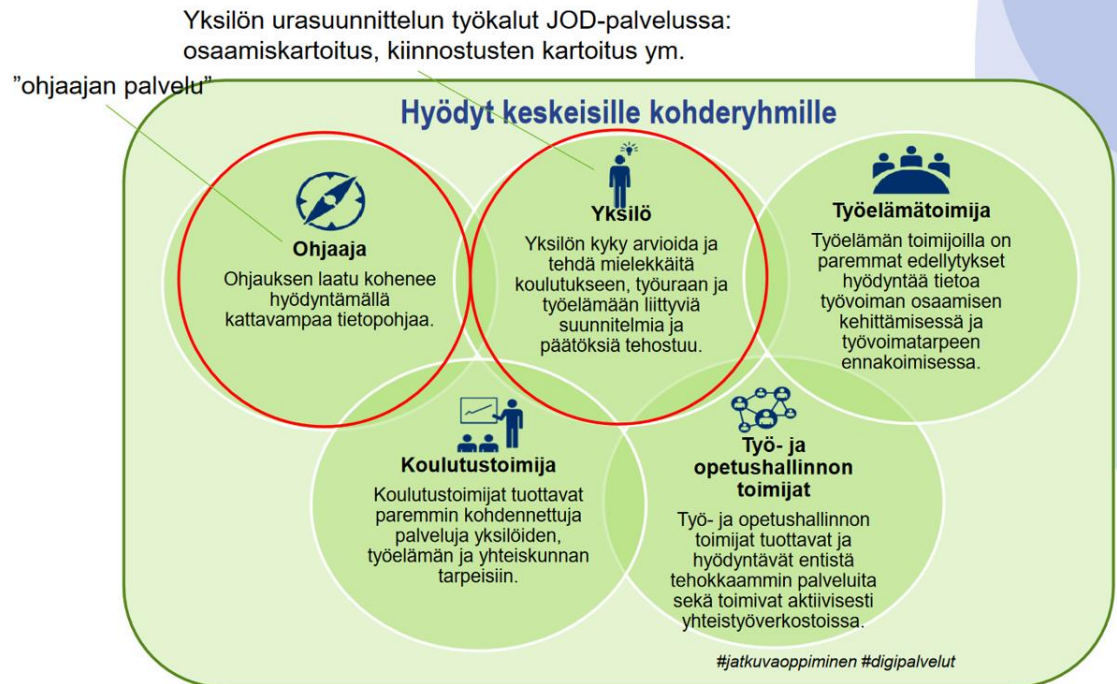 Yksilön urasuunnittelun työkalut JOD-palvelussa:
osaamiskartoitus, kiinnostusten kartoitus ym.
”ohjaajan palvelu”
Hyödyt keskeisille kohderyhmille
Ohjaaja
Ohjauksen laatu kohenee
hyödyntämällä
kattavampaa tietopohjaa.
Yksilö
Yksilön kyky arvioida ja
tehdä mielekkäitä
koulutukseen, työuraan ja
työelämään liittyviä
suunnitelmia ja
päätöksiä tehostuu.
Työelämätoimija
Työelämän toimijoilla on
paremmat edellytykset
hyödyntää tietoa
työvoiman osaamisen
kehittämisessä ja
työvoimatarpeen
ennakoimisessa.
Koulutustoimija
Koulutustoimijat tuottavat
paremmin kohdennettuja
palveluja yksilöiden,
työelämän ja yhteiskunnan
tarpeisiin.
Työ- ja
opetushallinnon
toimijat
Työ- ja opetushallinnon
toimijat tuottavat ja
hyödyntävät entistä
tehokkaammin palveluita
sekä toimivat aktiivisesti
yhteistyöverkostoissa.
#jatkuvaoppiminen #digipalvelut